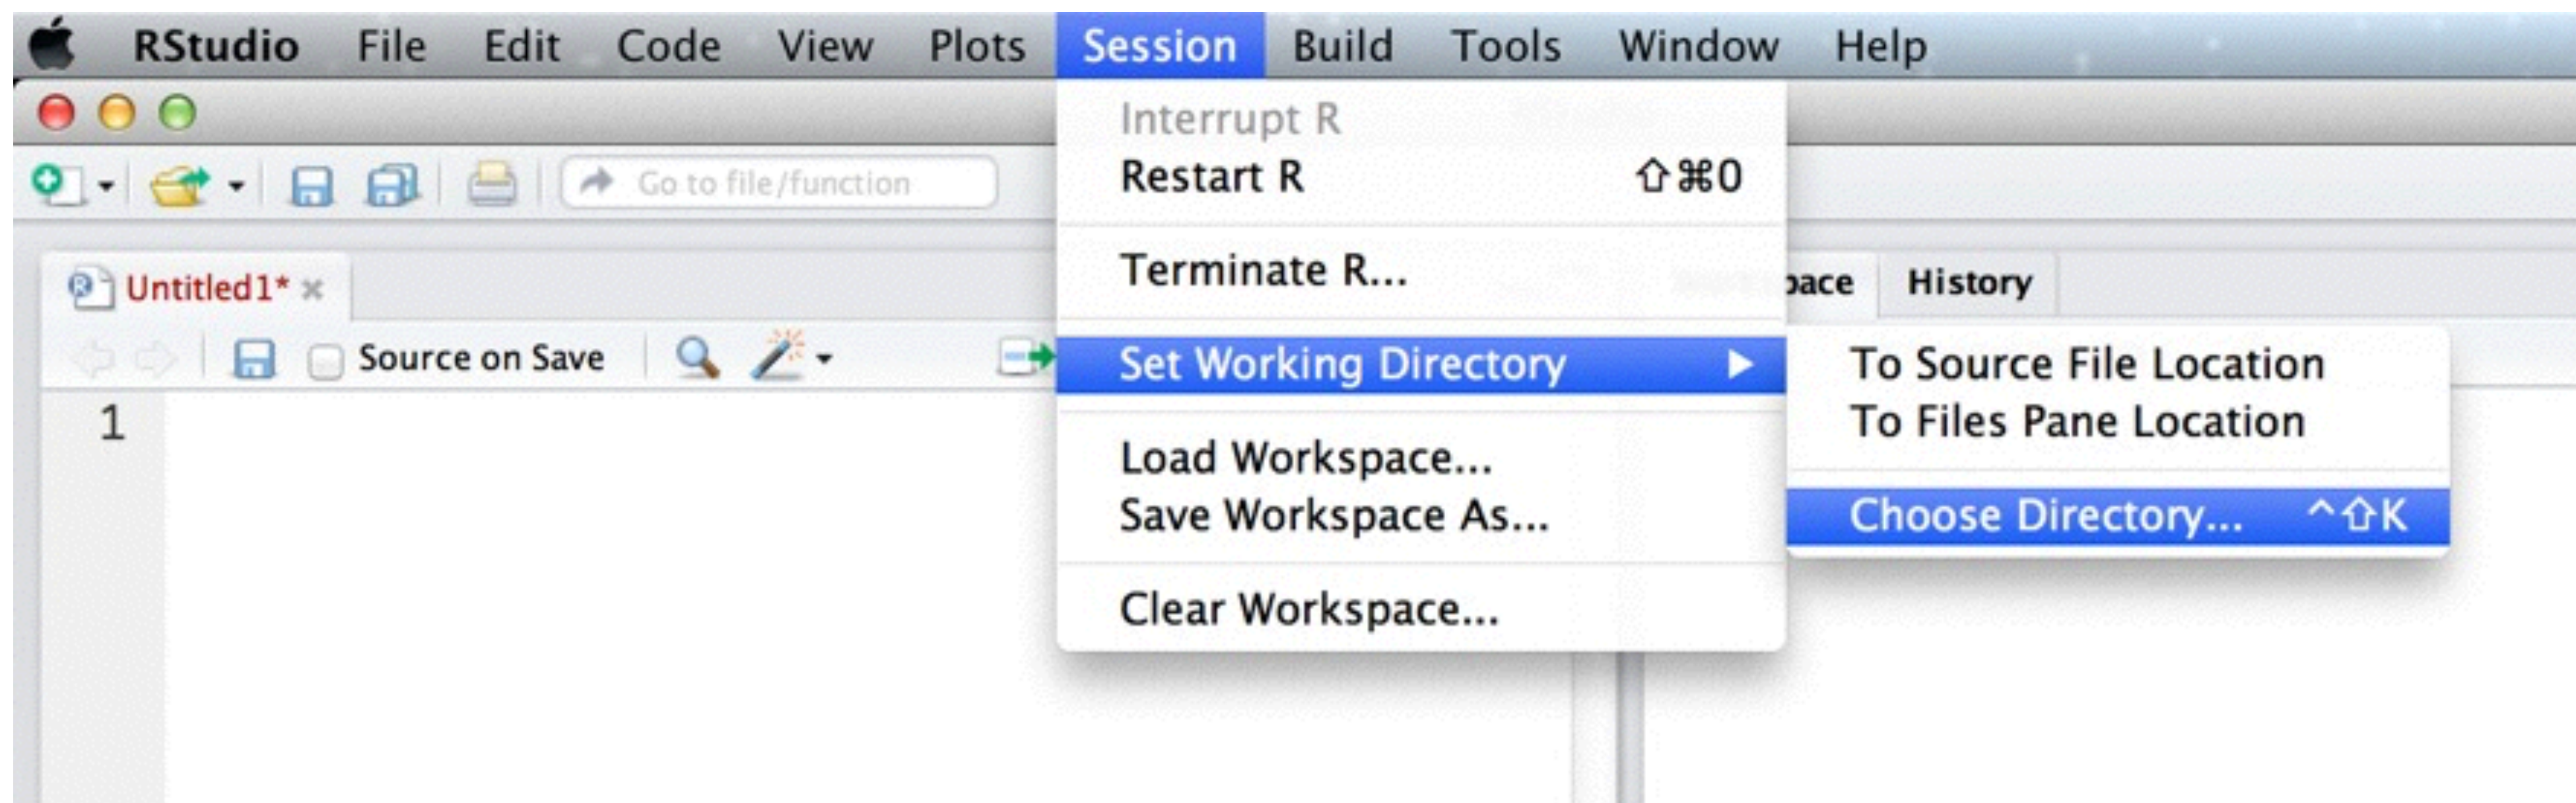 RStudio File Edit Code View Plots Session Build Tools Window Help
Interrupt R
Restart R ⇧⌘0
Go to file/function
Terminate R...
Untitled1*
pace History
Source on Save
Set Working Directory ▶
To Source File Location
To Files Pane Location
1
Load Workspace...
Save Workspace As...
Choose Directory... ^⇧K
Clear Workspace...